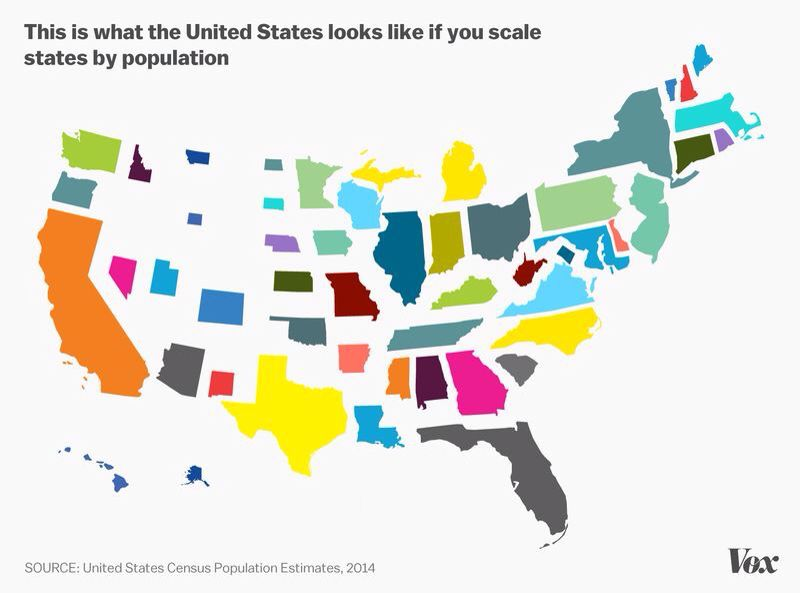 This is what the United States looks like if you scale
states by population
SOURCE: United States Census Population Estimates, 2014
Vox